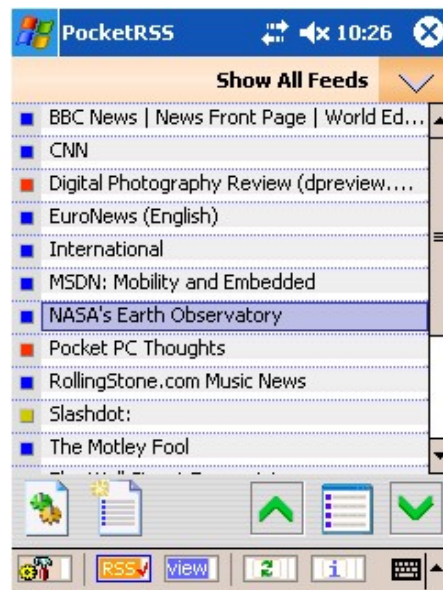 PocketRSS 10:26
Show All Feeds
BBC News | News Front Page | World Ed...
CNN
Digital Photography Review (dpreview....
EuroNews (English)
International
MSDN: Mobility and Embedded
NASA's Earth Observatory
Pocket PC Thoughts
RollingStone.com Music News
Slashdot:
The Motley Fool
RSS view 2 i